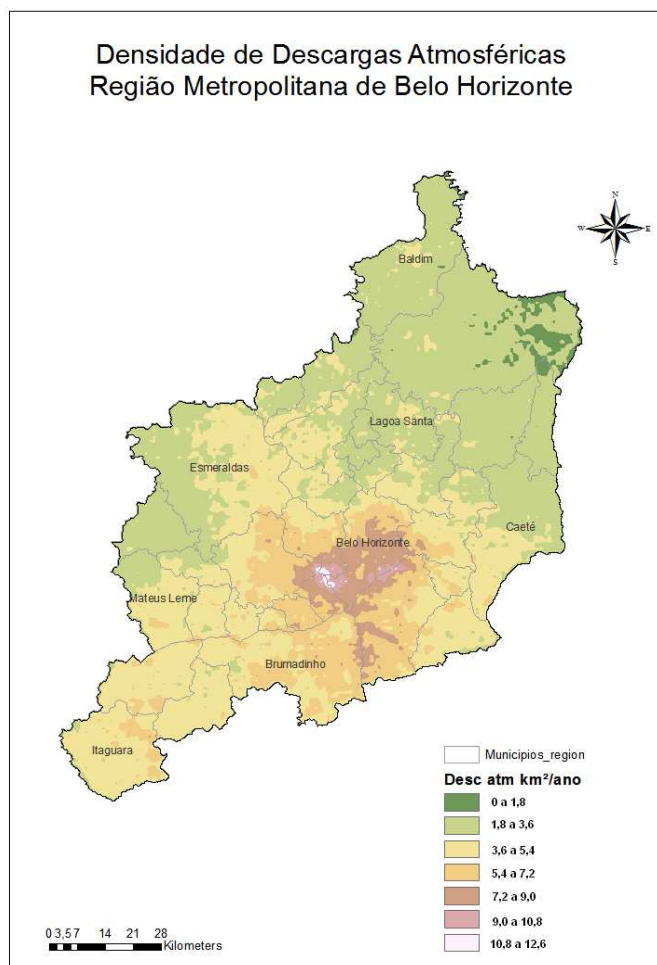 Densidade de Descargas Atmosféricas
Região Metropolitana de Belo Horizonte
N
W
E
S
Baldim
Lagoa Santa
Esmeraldas
Caeté
Belo Horizonte
Mateus Leme
Brumadinho
Itaguara
Municipios_region
Desc atm km²/ano
0 a 1,8
1,8 a 3,6
3,6 a 5,4
5,4 a 7,2
7,2 a 9,0
9,0 a 10,8
10,8 a 12,6
0 3,57 14 21 28
Kilometers